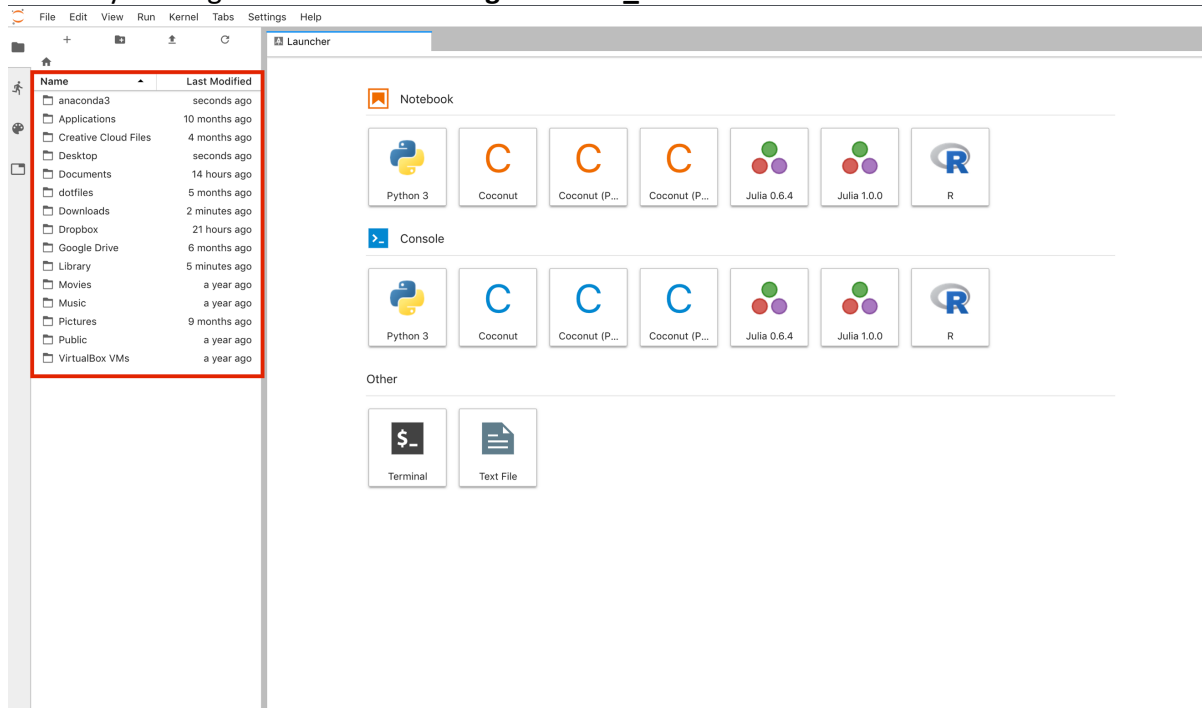 File Edit View Run Kernel Tabs Settings Help
Launcher
Name Last Modified
anaconda3 seconds ago
Applications 10 months ago
Creative Cloud Files 4 months ago
Desktop seconds ago
Documents 14 hours ago
dotfiles 5 months ago
Downloads 2 minutes ago
Dropbox 21 hours ago
Google Drive 6 months ago
Library 5 minutes ago
Movies a year ago
Music a year ago
Pictures 9 months ago
Public a year ago
VirtualBox VMs a year ago
Notebook
C C C R
Python 3 Coconut Coconut (P... Coconut (P... Julia 0.6.4 Julia 1.0.0 R
>_ Console
C C C R
Python 3 Coconut Coconut (P... Coconut (P... Julia 0.6.4 Julia 1.0.0 R
Other
$_
Terminal Text File